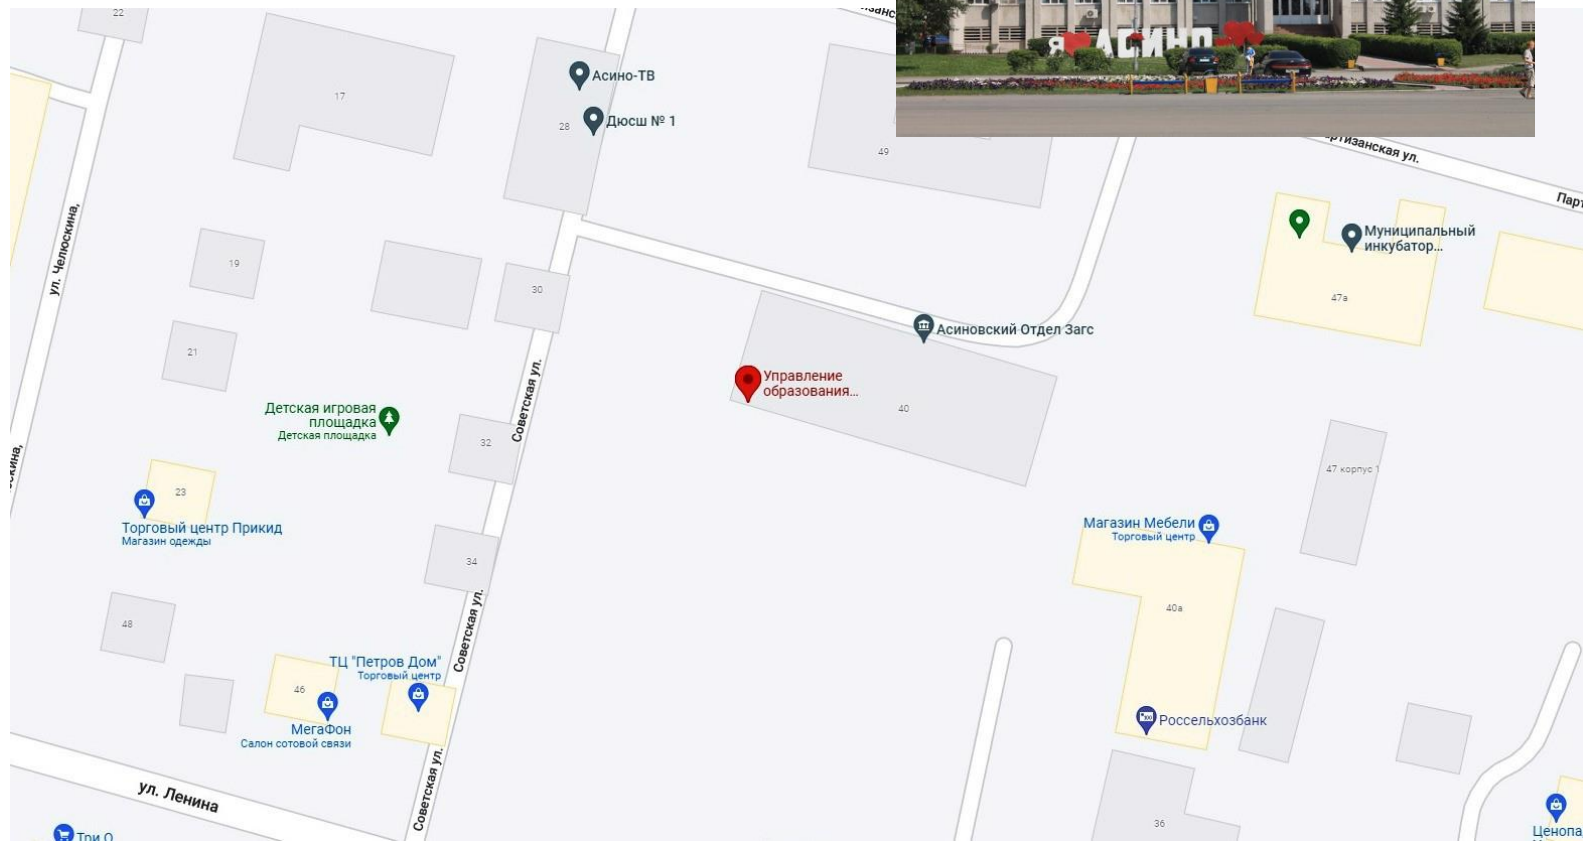 22
17
Асино-ТВ
28
Дюсш № 1
49
Я АСИНО
Партизанская ул.
19
30
21
Муниципальный
инкубатор...
47а
Асиновский Отдел Загс
Управление
образования...
40
ул. Челюскина,
Советская ул.
Детская игровая
площадка
Детская площадка
32
23
Торговый центр Прикид
Магазин одежды
34
47 корпус 1
Магазин Мебели
Торговый центр
40а
48
Советская ул.
ТЦ "Петров Дом"
Торговый центр
46
МегаФон
Салон сотовой связи
Россельхозбанк
ул. Ленина
Советская ул.
36
Три О